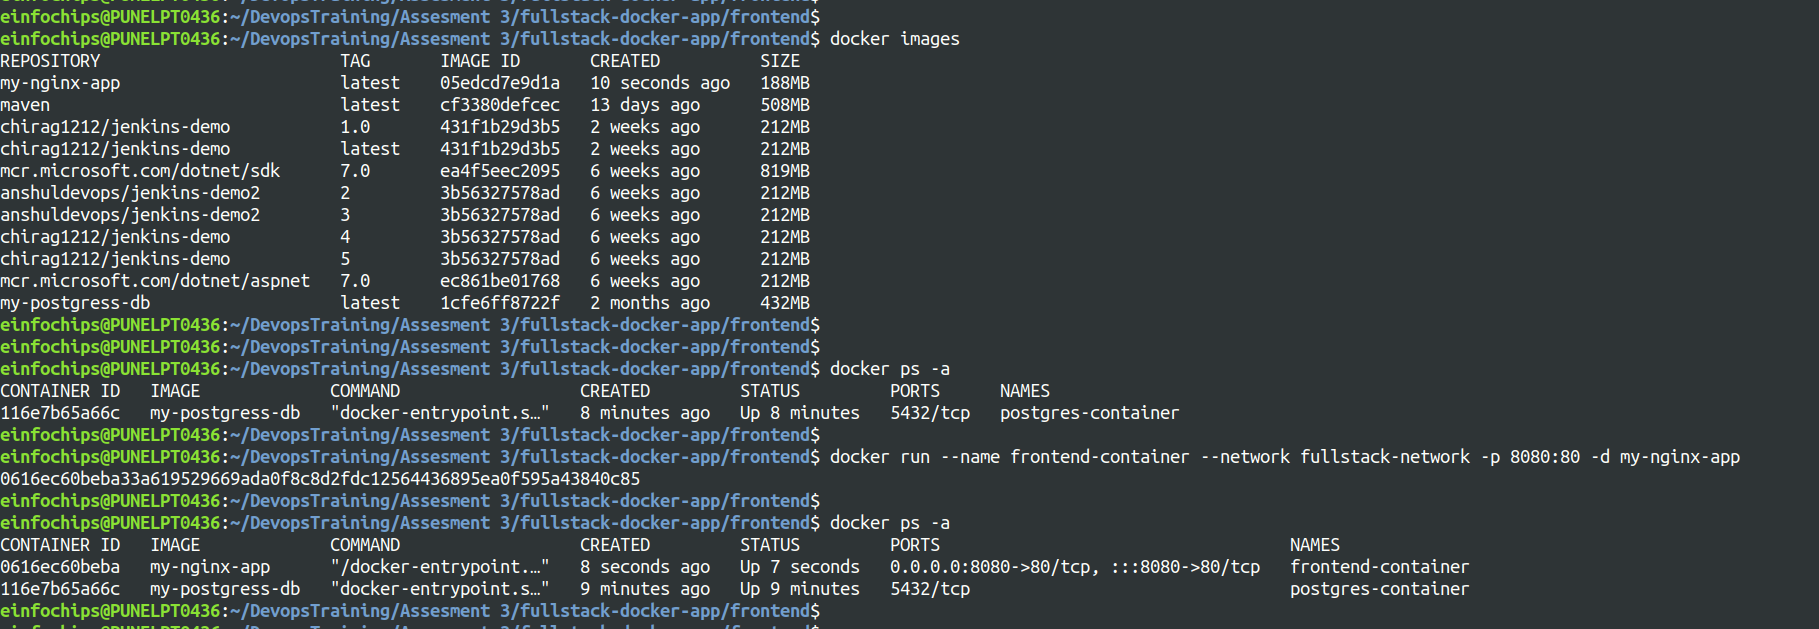 einfochips@PUNELPT0436:~/DevopsTraining/Assesment 3/fullstack-docker-app/frontend$
einfochips@PUNELPT0436:~/DevopsTraining/Assesment 3/fullstack-docker-app/frontend$ docker images
REPOSITORY                        TAG       IMAGE ID       CREATED          SIZE
my-nginx-app                      latest    05edcd7e9d1a   10 seconds ago   188MB
maven                             latest    cf3380defcec   13 days ago      508MB
chirag1212/jenkins-demo           1.0       431f1b29d3b5   2 weeks ago      212MB
chirag1212/jenkins-demo           latest    431f1b29d3b5   2 weeks ago      212MB
mcr.microsoft.com/dotnet/sdk      7.0       ea4f5eec2095   6 weeks ago      819MB
anshuldevops/jenkins-demo2        2         3b56327578ad   6 weeks ago      212MB
anshuldevops/jenkins-demo2        3         3b56327578ad   6 weeks ago      212MB
chirag1212/jenkins-demo           4         3b56327578ad   6 weeks ago      212MB
chirag1212/jenkins-demo           5         3b56327578ad   6 weeks ago      212MB
mcr.microsoft.com/dotnet/aspnet   7.0       ec861be01768   6 weeks ago      212MB
my-postgress-db                   latest    1cfe6ff8722f   2 months ago     432MB
einfochips@PUNELPT0436:~/DevopsTraining/Assesment 3/fullstack-docker-app/frontend$
einfochips@PUNELPT0436:~/DevopsTraining/Assesment 3/fullstack-docker-app/frontend$
einfochips@PUNELPT0436:~/DevopsTraining/Assesment 3/fullstack-docker-app/frontend$ docker ps -a
CONTAINER ID   IMAGE             COMMAND                  CREATED         STATUS         PORTS      NAMES
116e7b65a66c   my-postgress-db   "docker-entrypoint.s…"   8 minutes ago   Up 8 minutes   5432/tcp   postgres-container
einfochips@PUNELPT0436:~/DevopsTraining/Assesment 3/fullstack-docker-app/frontend$
einfochips@PUNELPT0436:~/DevopsTraining/Assesment 3/fullstack-docker-app/frontend$ docker run --name frontend-container --network fullstack-network -p 8080:80 -d my-nginx-app
0616ec60beba33a619529669ada0f8c8d2fdc12564436895ea0f595a43840c85
einfochips@PUNELPT0436:~/DevopsTraining/Assesment 3/fullstack-docker-app/frontend$
einfochips@PUNELPT0436:~/DevopsTraining/Assesment 3/fullstack-docker-app/frontend$ docker ps -a
CONTAINER ID   IMAGE             COMMAND                  CREATED         STATUS         PORTS                                   NAMES
0616ec60beba   my-nginx-app      "/docker-entrypoint.…"   8 seconds ago   Up 7 seconds   0.0.0.0:8080->80/tcp, :::8080->80/tcp   frontend-container
116e7b65a66c   my-postgress-db   "docker-entrypoint.s…"   9 minutes ago   Up 9 minutes   5432/tcp                                postgres-container
einfochips@PUNELPT0436:~/DevopsTraining/Assesment 3/fullstack-docker-app/frontend$